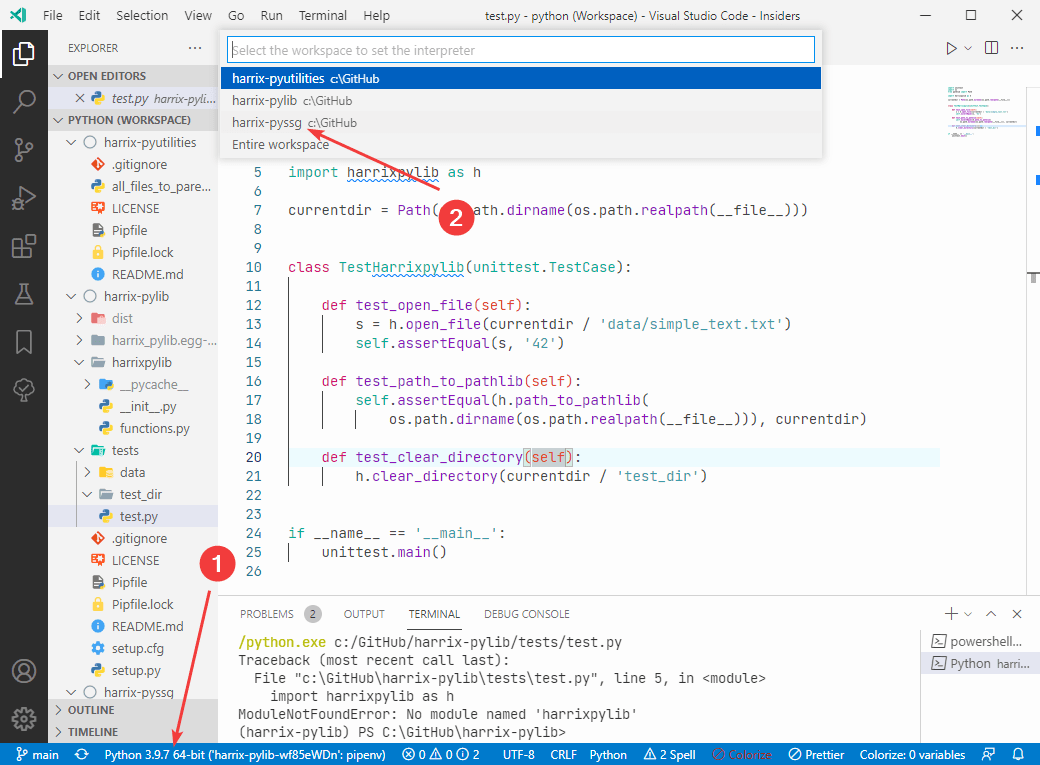 File Edit Selection View Go Run Terminal Help test.py - python (Workspace) - Visual Studio Code - Insiders
EXPLORER
Select the workspace to set the interpreter
harrix-pyutilities c:\GitHub
harrix-pylib c:\GitHub
harrix-pyssg c:\GitHub
Entire workspace
OPEN EDITORS
test.py harrix-pyli...
PYTHON (WORKSPACE)
harrix-pyutilities
.gitignore
all_files_to_pare...
LICENSE
Pipfile
Pipfile.lock
README.md
harrix-pylib
dist
harrix_pylib.egg-...
harrixpylib
__pycache__
__init__.py
functions.py
tests
data
test_dir
test.py
.gitignore
LICENSE
Pipfile
Pipfile.lock
README.md
setup.cfg
setup.py
harrix-pyssg
OUTLINE
TIMELINE
5 import harrixpylib as h
6
7 currentdir = Path( ath.dirname(os.path.realpath(__file__)))
8
9
10 class TestHarrixpylib(unittest.TestCase):
11
12 def test_open_file(self):
13 s = h.open_file(currentdir / 'data/simple_text.txt')
14 self.assertEqual(s, '42')
15
16 def test_path_to_pathlib(self):
17 self.assertEqual(h.path_to_pathlib(
18 os.path.dirname(os.path.realpath(__file__))), currentdir)
19
20 def test_clear_directory(self):
21 h.clear_directory(currentdir / 'test_dir')
22
23
24 if __name__ == '__main__':
25 unittest.main()
26
1
2
PROBLEMS 2 OUTPUT TERMINAL DEBUG CONSOLE
/python.exe c:/GitHub/harrix-pylib/tests/test.py
Traceback (most recent call last):
File "c:\GitHub\harrix-pylib\tests\test.py", line 5, in <module>
import harrixpylib as h
ModuleNotFoundError: No module named 'harrixpylib'
(harrix-pylib) PS C:\GitHub\harrix-pylib>
powershell...
Python harri...
main Python 3.9.7 64-bit ('harrix-pylib-wf85eWDn': pipenv) 0 0 2 UTF-8 CRLF Python 2 Spell Colorize Prettier Colorize: 0 variables